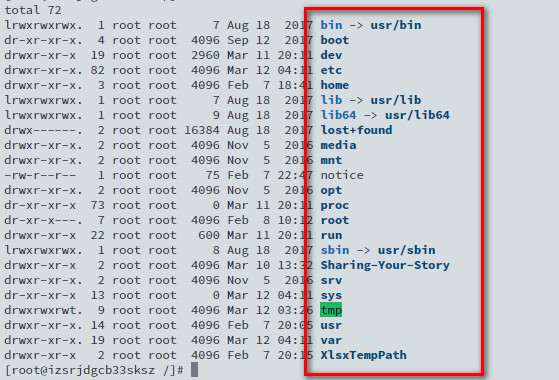 total 72
lrwxrwxrwx. 1 root root 7 Aug 18 2017 bin -> usr/bin
dr-xr-xr-x. 4 root root 4096 Sep 12 2017 boot
drwxr-xr-x 19 root root 2960 Mar 11 20:11 dev
drwxr-xr-x. 82 root root 4096 Mar 12 04:11 etc
drwxr-xr-x. 3 root root 4096 Feb 7 18:41 home
lrwxrwxrwx. 1 root root 7 Aug 18 2017 lib -> usr/lib
lrwxrwxrwx. 1 root root 9 Aug 18 2017 lib64 -> usr/lib64
drwx------. 2 root root 16384 Aug 18 2017 lost+found
drwxr-xr-x. 2 root root 4096 Nov 5 2016 media
drwxr-xr-x. 2 root root 4096 Nov 5 2016 mnt
-rw-r--r-- 1 root root 75 Feb 7 22:47 notice
drwxr-xr-x. 2 root root 4096 Nov 5 2016 opt
dr-xr-xr-x 73 root root 0 Mar 11 20:11 proc
dr-xr-x---. 7 root root 4096 Feb 8 10:12 root
drwxr-xr-x 22 root root 600 Mar 11 20:11 run
lrwxrwxrwx. 1 root root 8 Aug 18 2017 sbin -> usr/sbin
drwxr-xr-x 2 root root 4096 Mar 10 13:32 Sharing-Your-Story
drwxr-xr-x. 2 root root 4096 Nov 5 2016 srv
dr-xr-xr-x 13 root root 0 Mar 12 04:11 sys
drwxrwxrwt. 9 root root 4096 Mar 12 03:26 tmp
drwxr-xr-x. 14 root root 4096 Feb 7 20:05 usr
drwxr-xr-x. 19 root root 4096 Mar 12 04:11 var
drwxr-xr-x 2 root root 4096 Feb 7 20:15 XlsxTempPath
[root@izsrjdgcb33sksz /]#